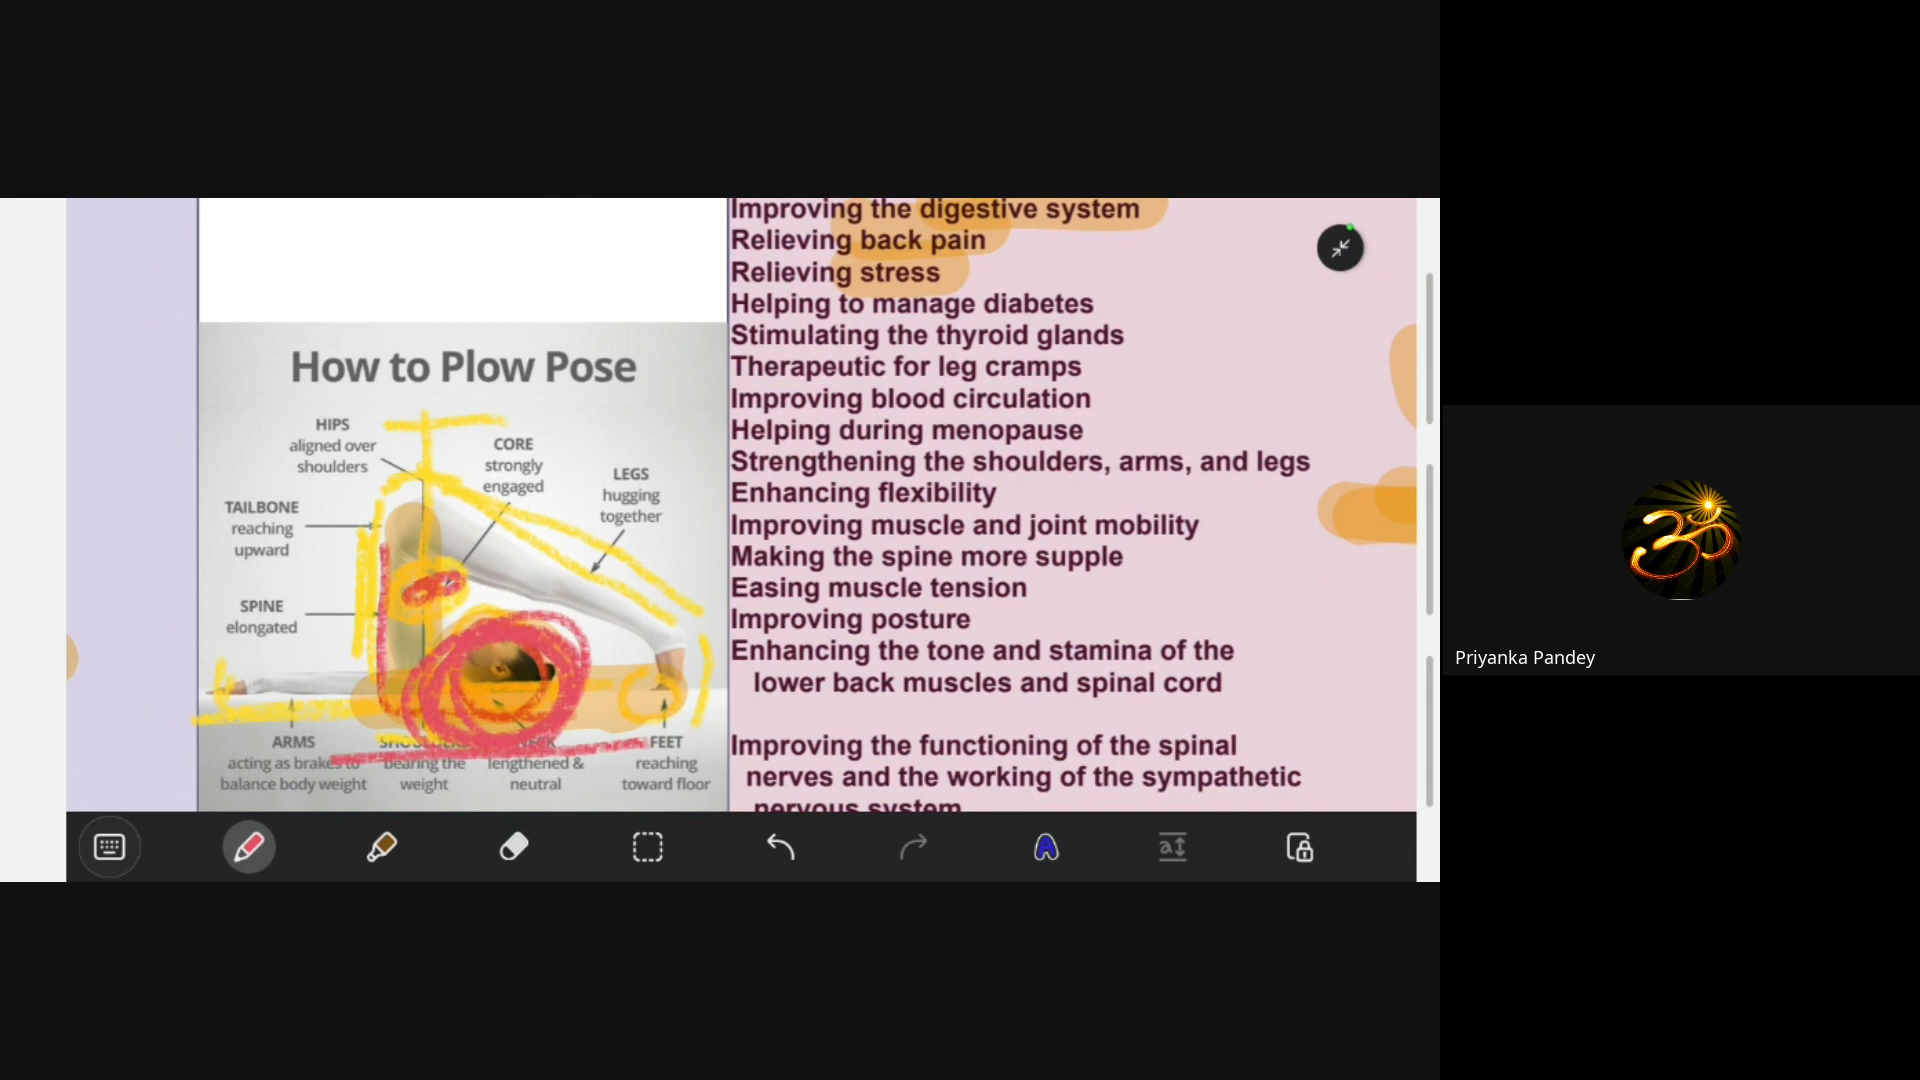 How to Plow Pose
HIPS
aligned over
shoulders
CORE
strongly
engaged
LEGS
hugging
together
TAILBONE
reaching
upward
SPINE
elongated
ARMS
acting as brakes to
balance body weight
SHOULDERS
bearing the
weight
NECK
lengthened &
neutral
FEET
reaching
toward floor
Improving the digestive system
Relieving back pain
Relieving stress
Helping to manage diabetes
Stimulating the thyroid glands
Therapeutic for leg cramps
Improving blood circulation
Helping during menopause
Strengthening the shoulders, arms, and legs
Enhancing flexibility
Improving muscle and joint mobility
Making the spine more supple
Easing muscle tension
Improving posture
Enhancing the tone and stamina of the
lower back muscles and spinal cord
Improving the functioning of the spinal
nerves and the working of the sympathetic
nervous system
Priyanka Pandey